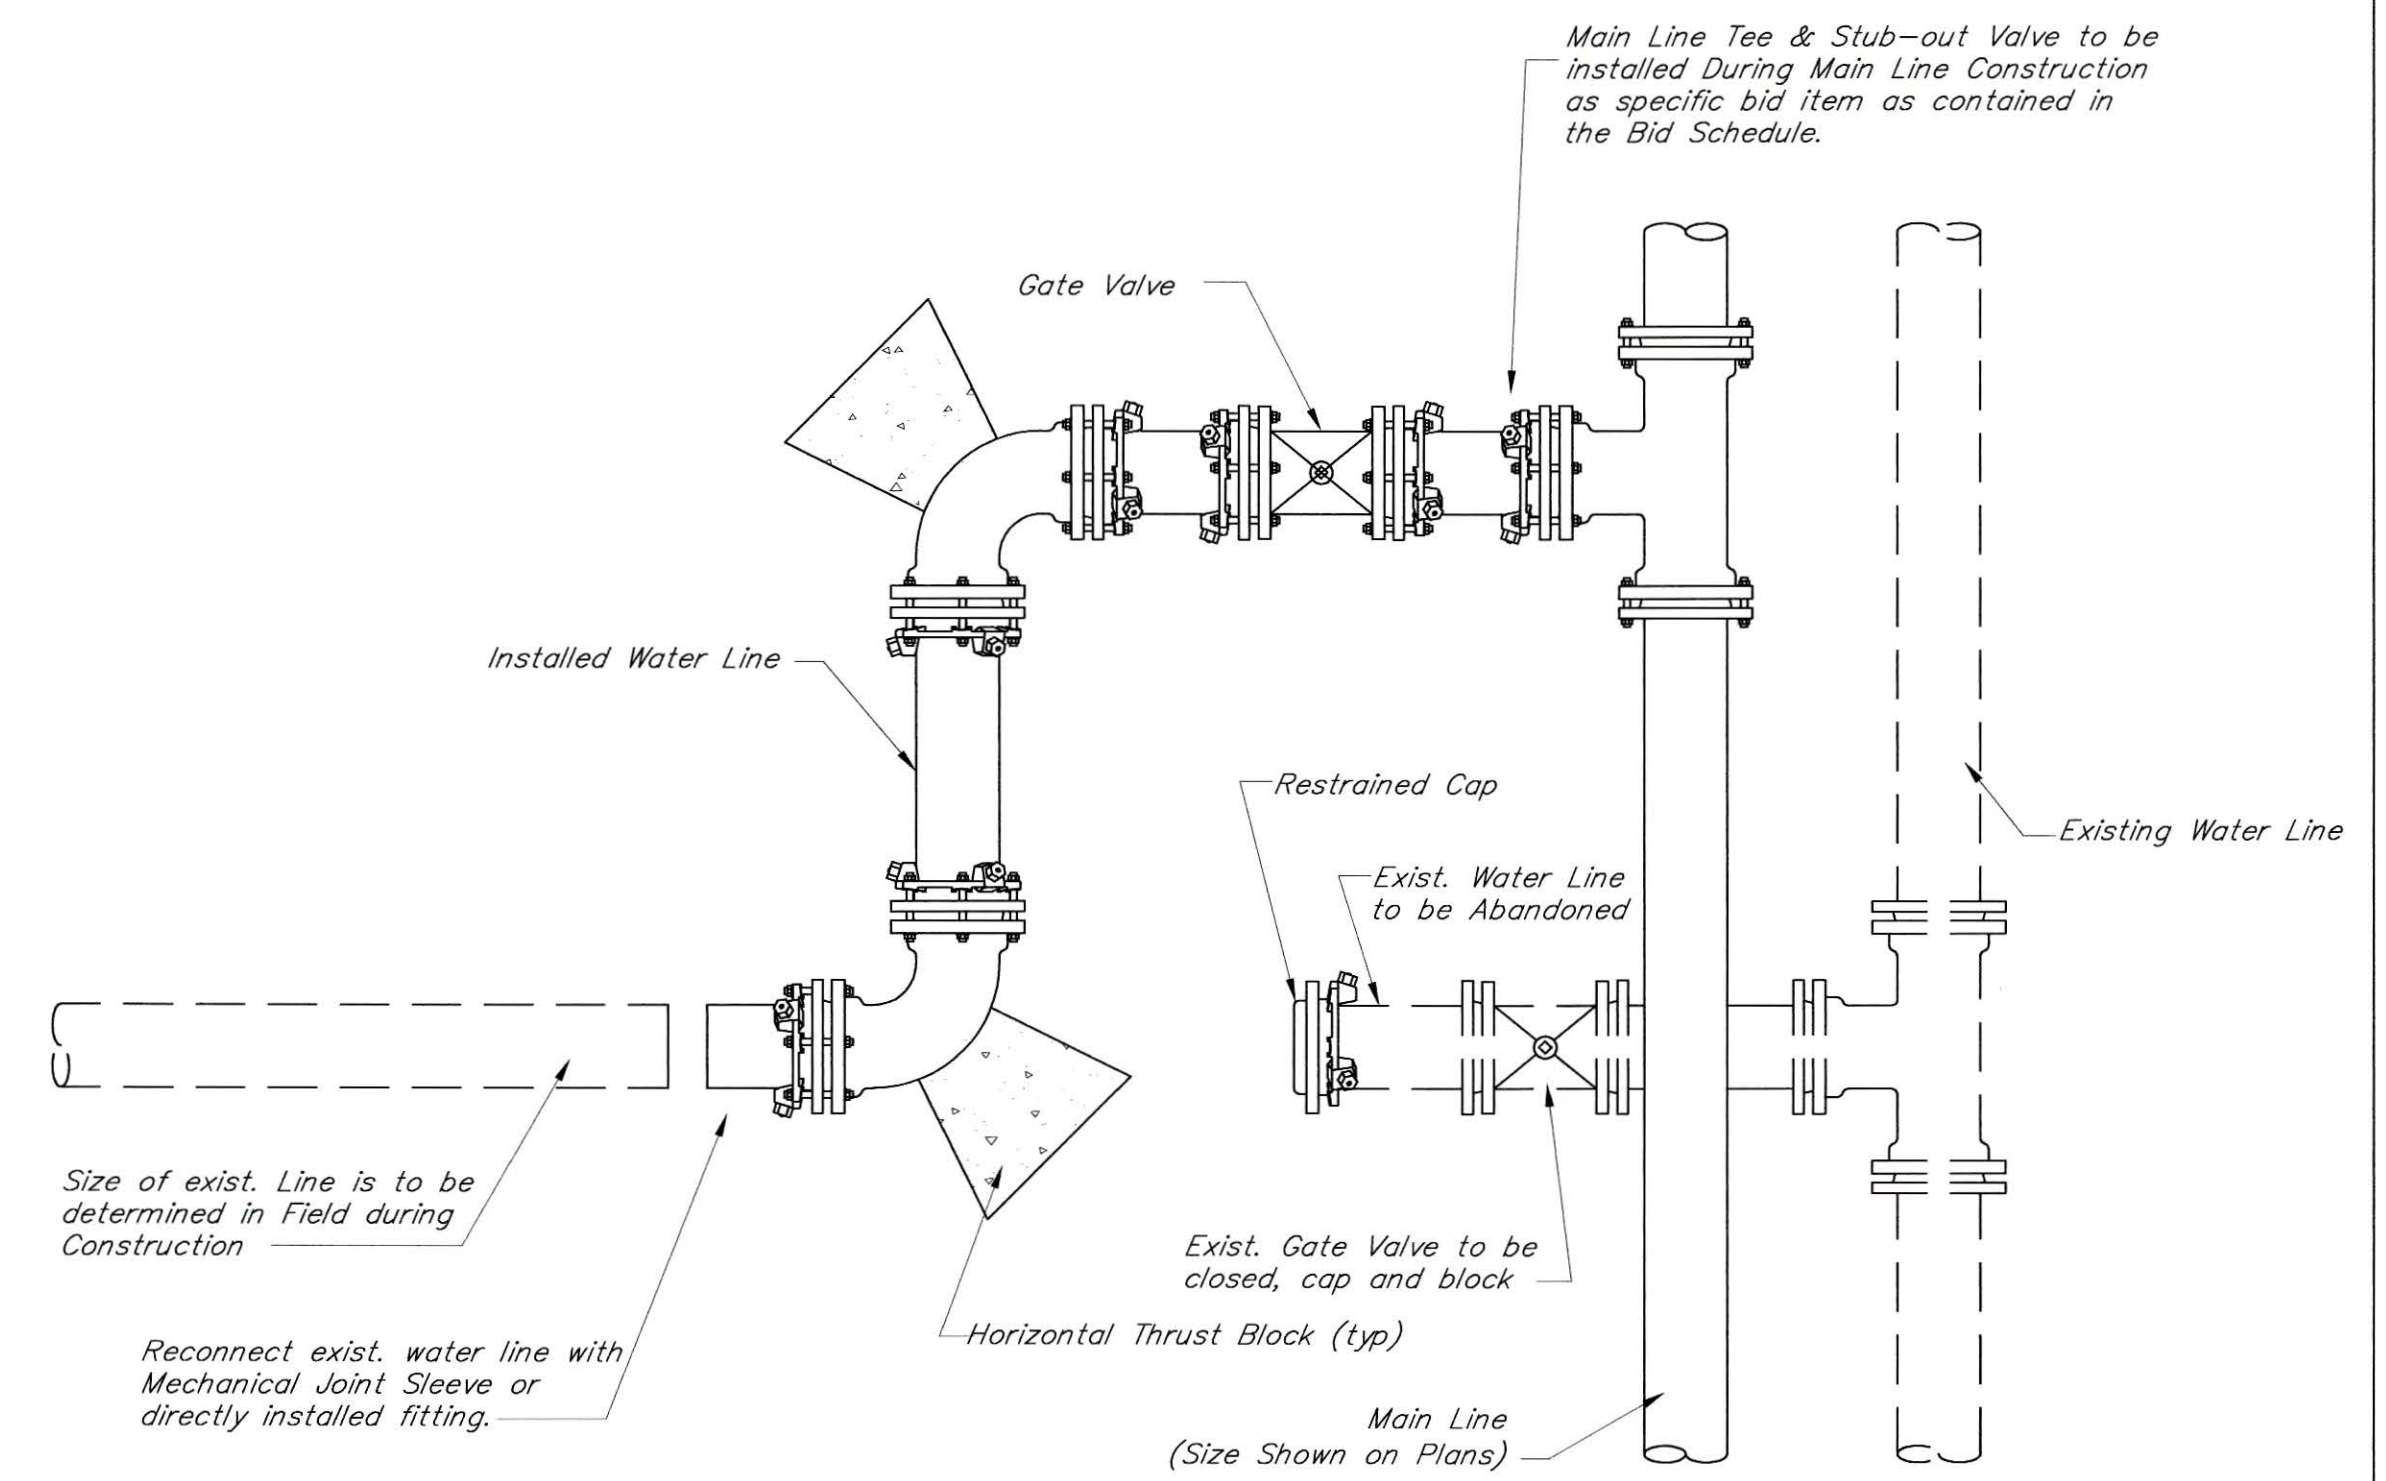 Main Line Tee & Stub-out Valve to be
installed During Main Line Construction
as specific bid item as contained in
the Bid Schedule.
Gate Valve
Installed Water Line
Restrained Cap
Existing Water Line
Exist. Water Line
to be Abandoned
Size of exist. Line is to be
determined in Field during
Construction
Exist. Gate Valve to be
closed, cap and block
Horizontal Thrust Block (typ)
Reconnect exist. water line with
Mechanical Joint Sleeve or
directly installed fitting.
Main Line
(Size Shown on Plans)